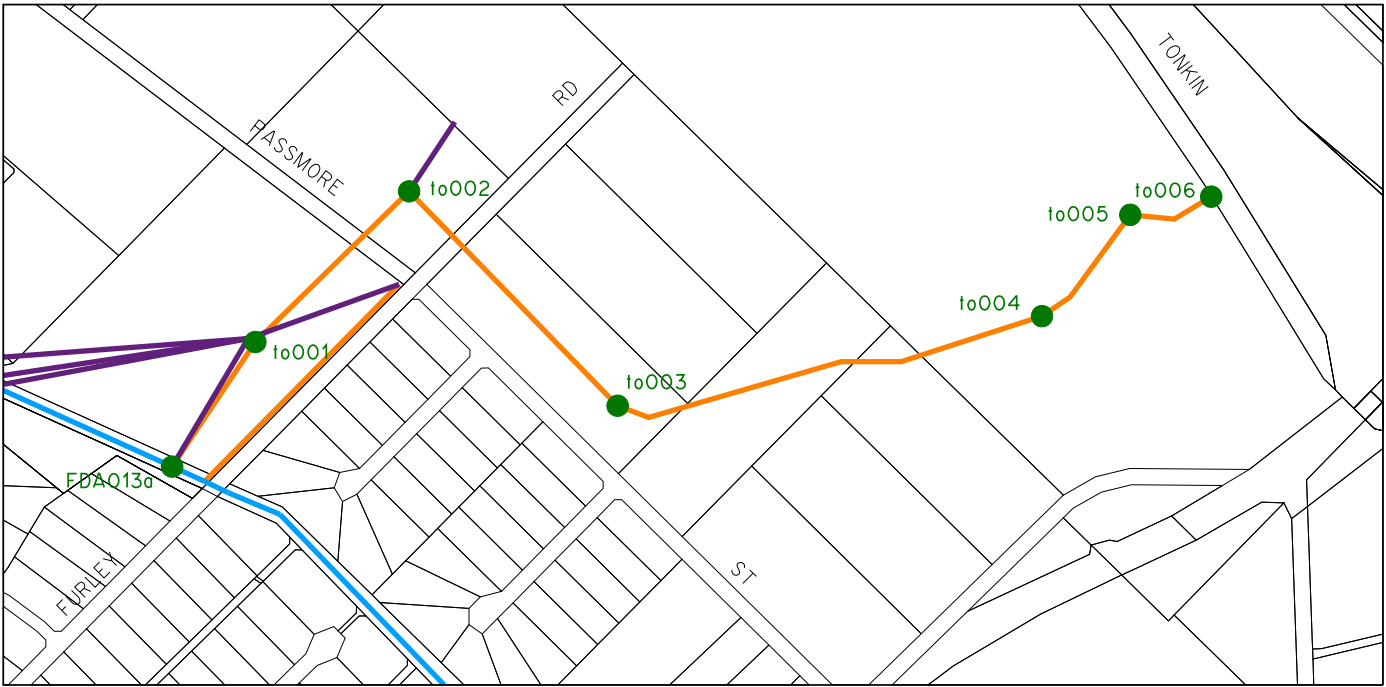 TONKIN
RD
PASSMORE
to002
to006
to005
to004
to001
to003
FDA013a
FURLEY
ST